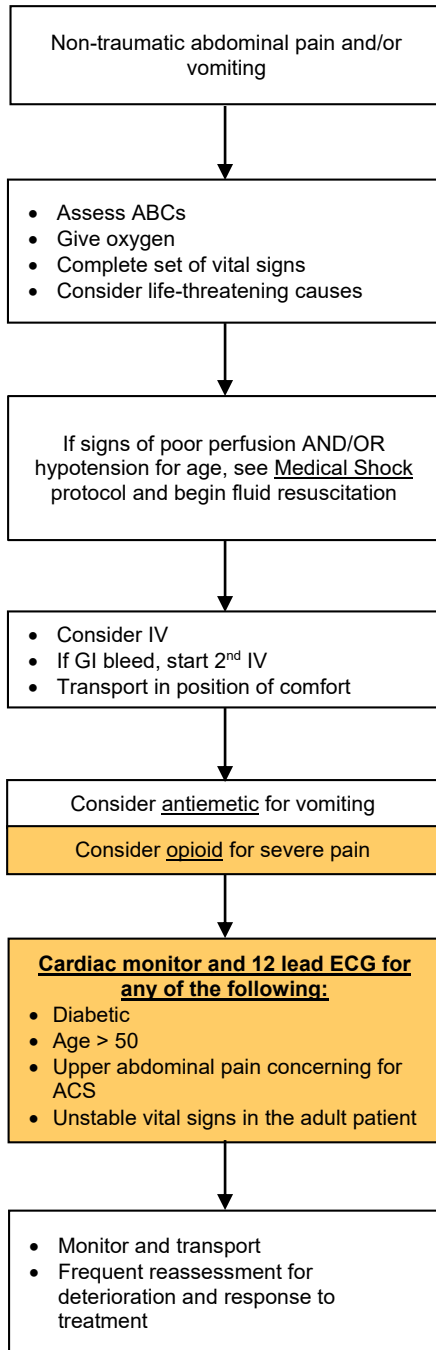 Non-traumatic abdominal pain and/or
vomiting
• Assess ABCs
• Give oxygen
• Complete set of vital signs
• Consider life-threatening causes
If signs of poor perfusion AND/OR
hypotension for age, see Medical Shock
protocol and begin fluid resuscitation
• Consider IV
• If GI bleed, start 2nd IV
• Transport in position of comfort
Consider antiemetic for vomiting
Consider opioid for severe pain
Cardiac monitor and 12 lead ECG for
any of the following:
• Diabetic
• Age > 50
• Upper abdominal pain concerning for
ACS
• Unstable vital signs in the adult patient
• Monitor and transport
• Frequent reassessment for
deterioration and response to
treatment